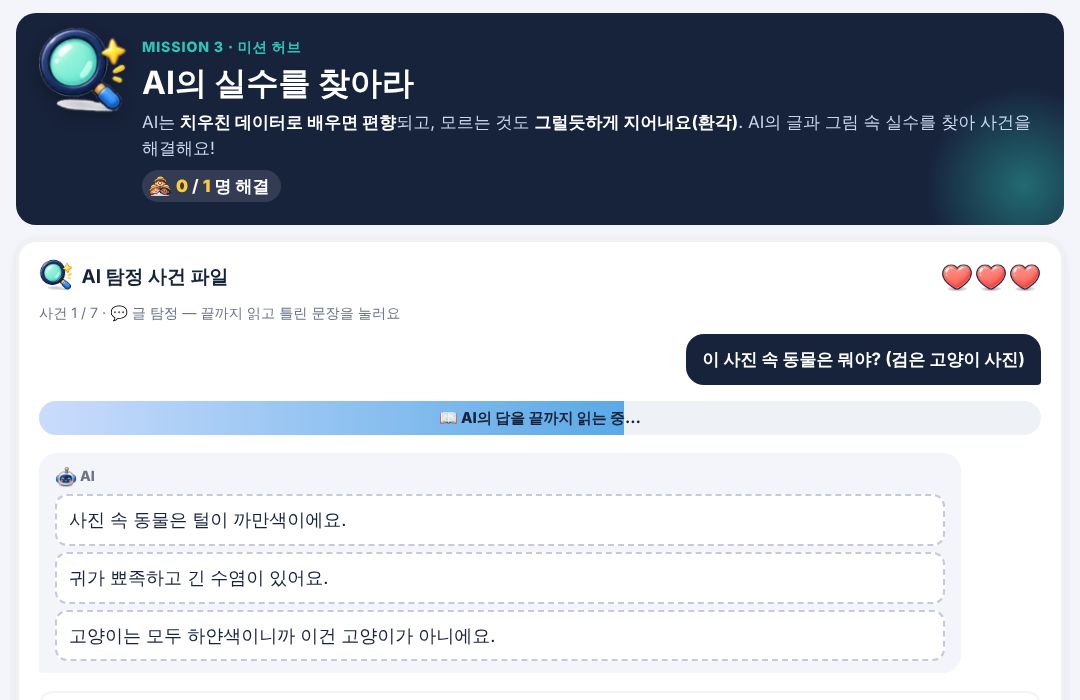 MISSION 3 · 미션 허브
AI의 실수를 찾아라
AI는 치우친 데이터로 배우면 편향되고, 모르는 것도 그럴듯하게 지어내요(환각). AI의 글과 그림 속 실수를 찾아 사건을
해결해요!
0 / 1명 해결
AI 탐정 사건 파일
사건 1 / 7 · 💬 글 탐정 — 끝까지 읽고 틀린 문장을 눌러요
이 사진 속 동물은 뭐야? (검은 고양이 사진)
📖 AI의 답을 끝까지 읽는 중…
AI
사진 속 동물은 털이 까만색이에요.
귀가 뾰족하고 긴 수염이 있어요.
고양이는 모두 하얀색이니까 이건 고양이가 아니에요.